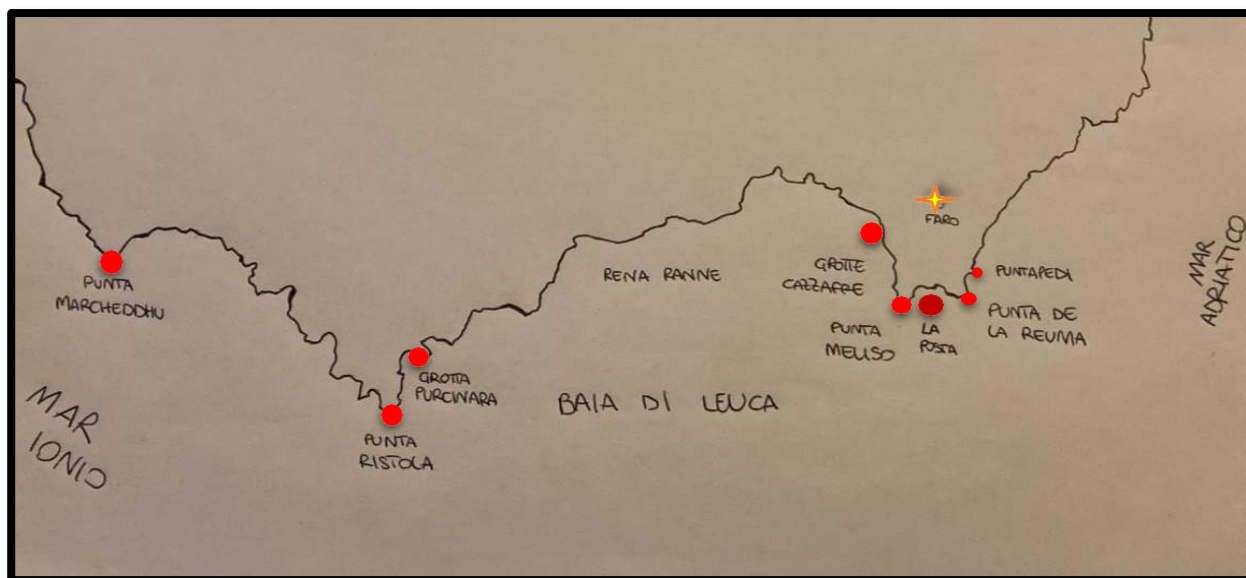 FARO
MAR
ADRIATICO
RENA RANNE
GROTTE
CAZZAFRE
PUNTAPEDI
PUNTA
MARCHEDDHU
PUNTA DE
LA REUMA
PUNTA
MELISO
LA
POSTA
GROTTA
PURCINARA
BAIA DI LEUCA
MAR
IONIO
PUNTA
RISTOLA